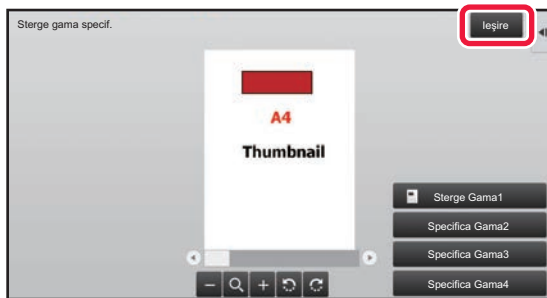 Sterge gama specif.
Ieşire
A4
Thumbnail
Sterge Gama1
Specifica Gama2
Specifica Gama3
Specifica Gama4